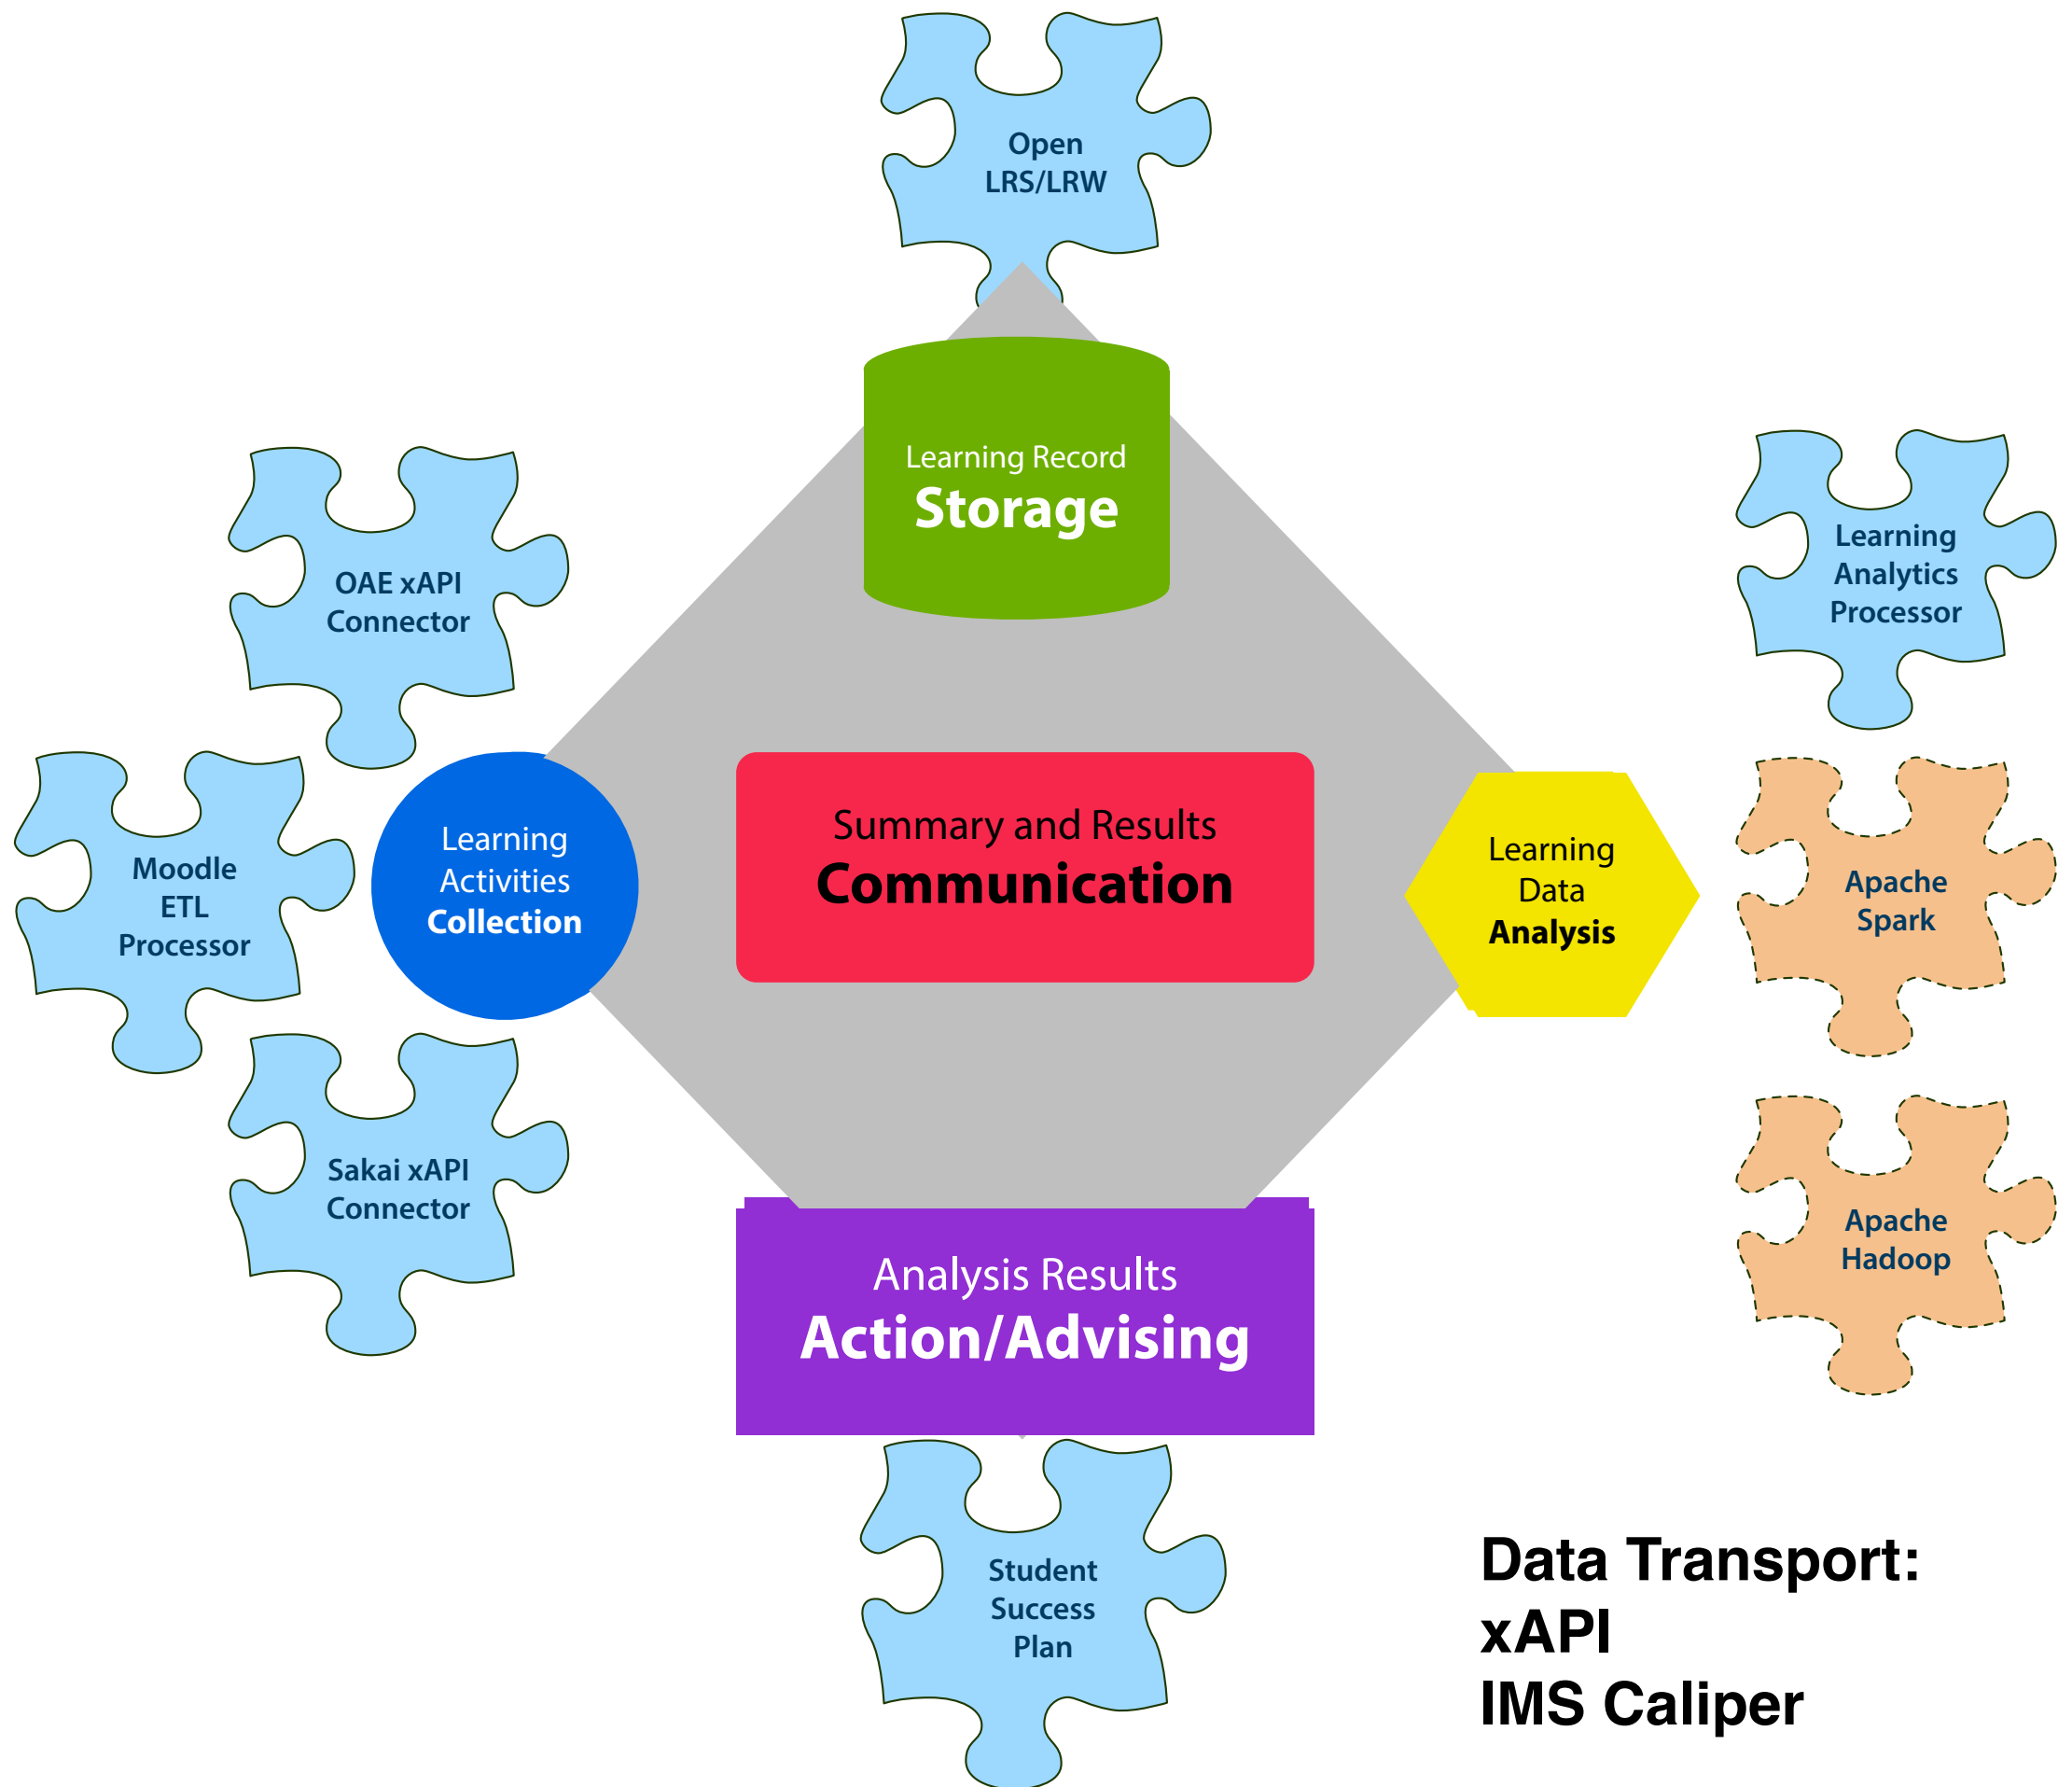 Open
LRS/LRW
Learning Record
Storage
OAE xAPI
Connector
Learning
Analytics
Processor
Moodle
ETL
Processor
Learning
Activities
Collection
Summary and Results
Communication
Learning
Data
Analysis
Apache
Spark
Sakai xAPI
Connector
Apache
Hadoop
Analysis Results
Action/Advising
Student
Success
Plan
Data Transport:
xAPI
IMS Caliper